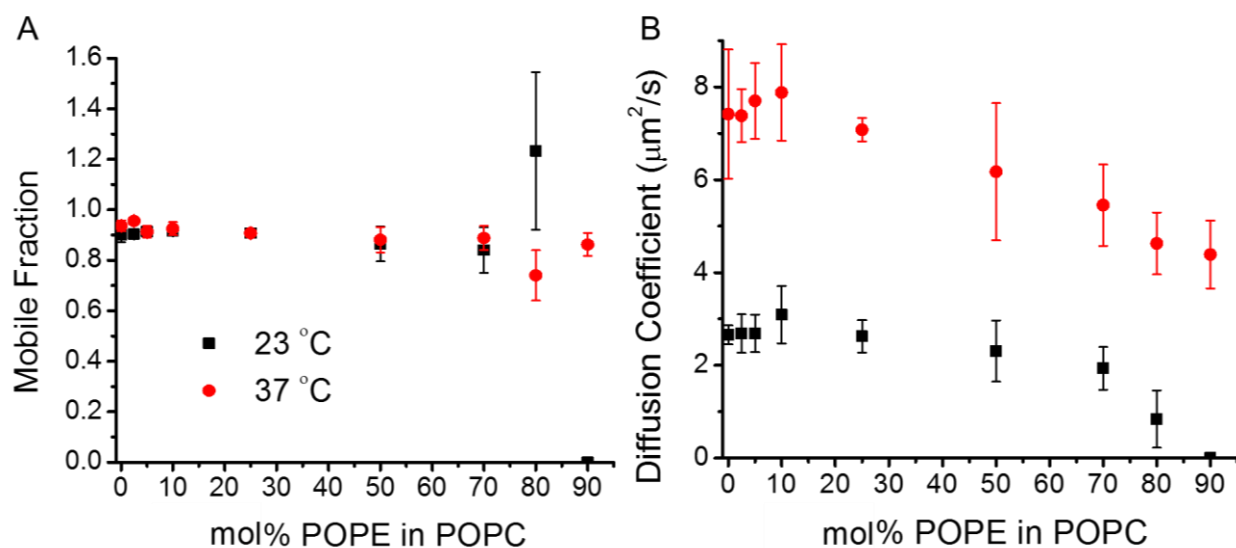 A
Mobile Fraction
1.6
1.4
1.2
1.0
0.8
0.6
0.4
0.2
0.0
23 °C
37 °C
0 10 20 30 40 50 60 70 80 90
mol% POPE in POPC
B
Diffusion Coefficient (μm²/s)
8
6
4
2
0
0 10 20 30 40 50 60 70 80 90
mol% POPE in POPC